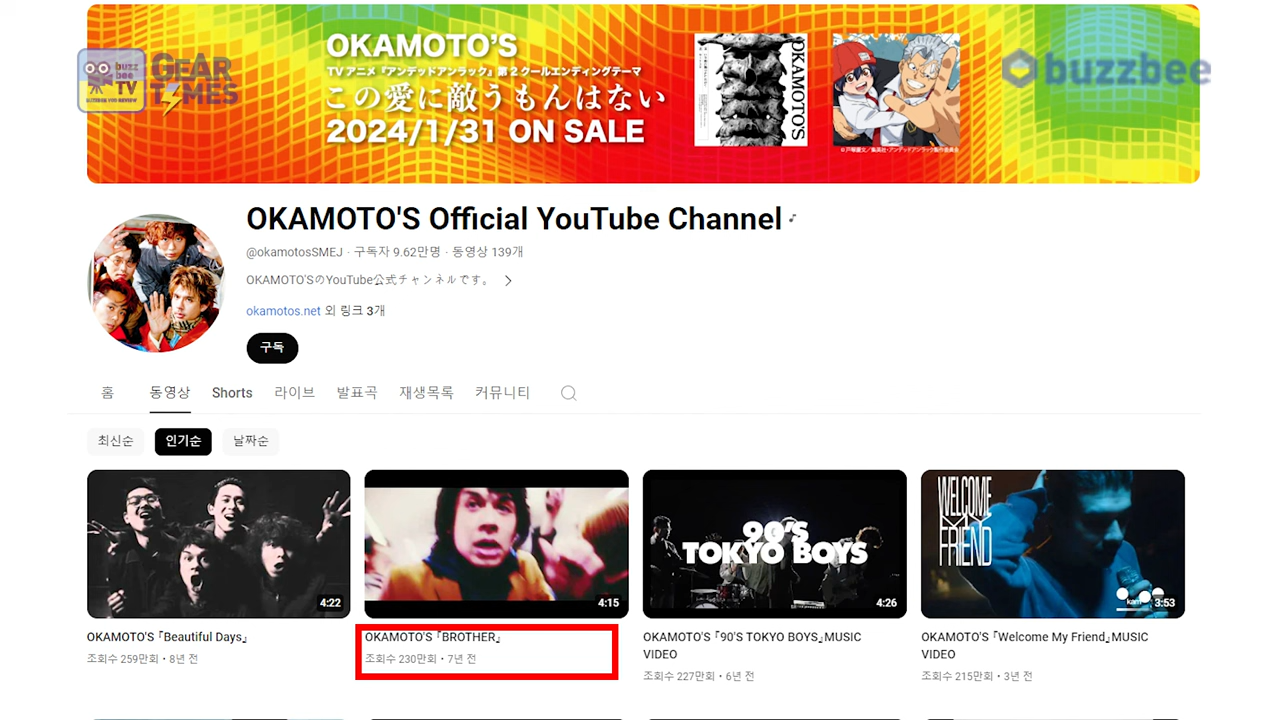 OKAMOTO'S
TVアニメ『アンデッドアンラック』第2クールエンディングテーマ
この愛に敵うもんはない
2024/1/31 ON SALE
OKAMOTO'S
buzz
bee
TV
BUZZBEE VOD REVIEW
GEAR
TIMES
buzzbee
OKAMOTO'S Official YouTube Channel
@okamotosSMEJ · 구독자 9.62만명 · 동영상 139개
OKAMOTO'SのYouTube公式チャンネルです。
okamotos.net 외 링크 3개
구독
홈 동영상 Shorts 라이브 발표곡 재생목록 커뮤니티
최신순 인기순 날짜순
4:22
4:15
90'S
TOKYO BOYS
4:26
WELCOME
MY
FRIEND
3:53
OKAMOTO'S『Beautiful Days』
조회수 259만회 • 8년 전
OKAMOTO'S『BROTHER』
조회수 230만회 • 7년 전
OKAMOTO'S『90'S TOKYO BOYS』MUSIC
VIDEO
조회수 227만회 • 6년 전
OKAMOTO'S『Welcome My Friend』MUSIC
VIDEO
조회수 215만회 • 3년 전